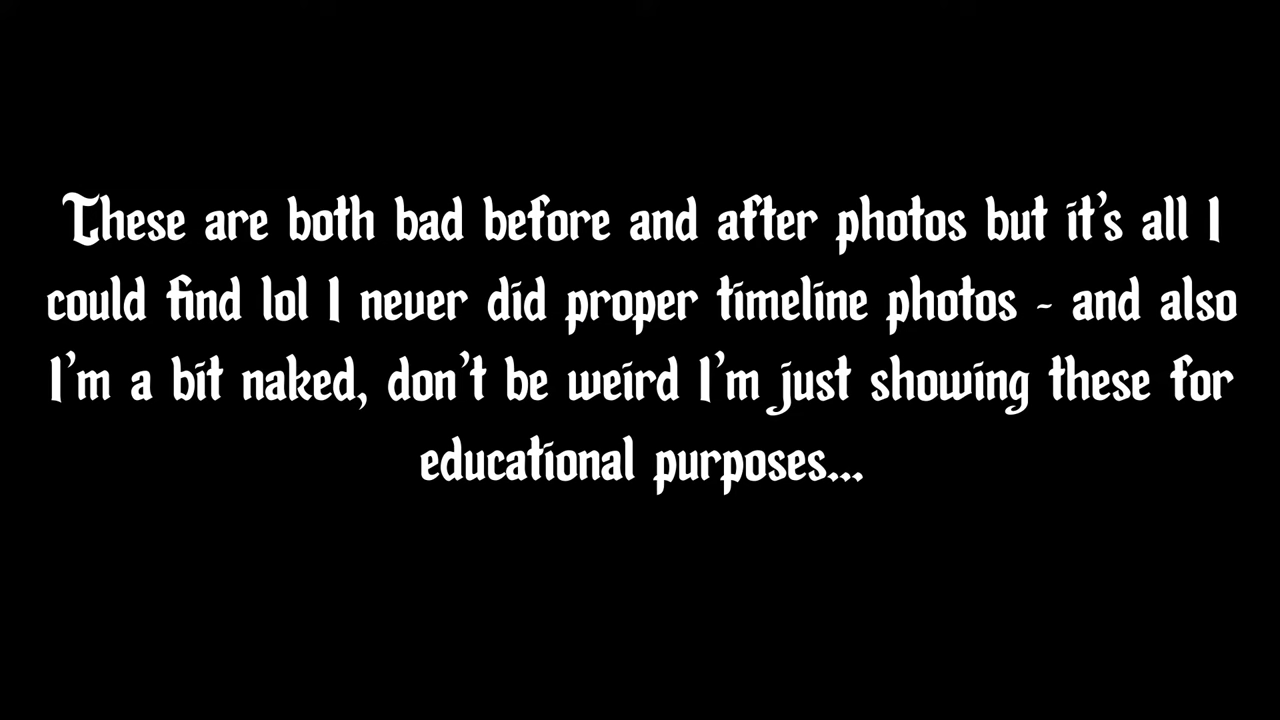 These are both bad before and after photos but it's all I
could find lol I never did proper timeline photos - and also
I'm a bit naked, don't be weird I'm just showing these for
educational purposes...